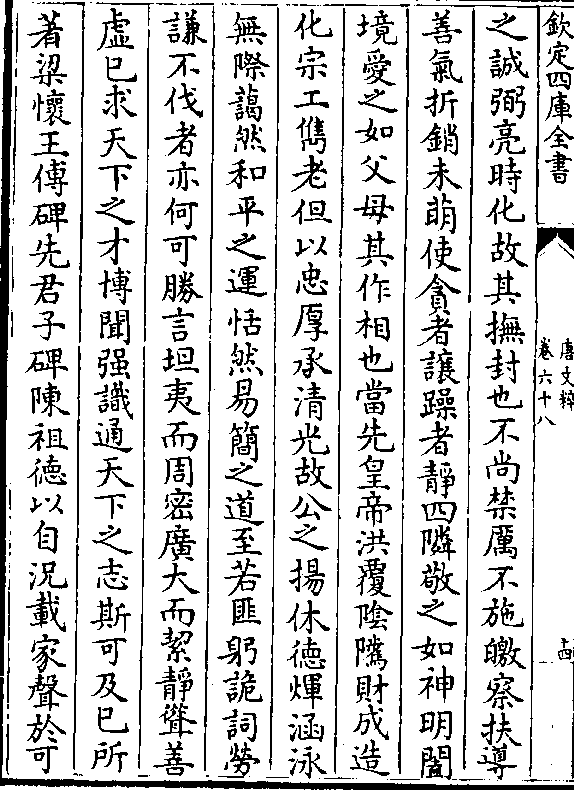 欽定四庫全書
唐文粹
卷六十八
十四
之誠弼亮時化故其撫封也不尚禁厲不施皦察扶導
善氣折銷未萌使貪者讓躁者靜四隣敬之如神明闔
境愛之如父母其作相也當先皇帝洪覆陰隲財成造
化宗工雋老但以忠厚承清光故公之揚休德煇涵泳
無際藹然和平之運恬然易簡之道至若匪躬詭詞勞
謙不伐者亦何可勝言坦夷而周密廣大而絜靜聳善
虛已求天下之才博聞强識通天下之志斯可及已所
著梁懷王傳碑先君子碑陳祖德以自況載家聲於可